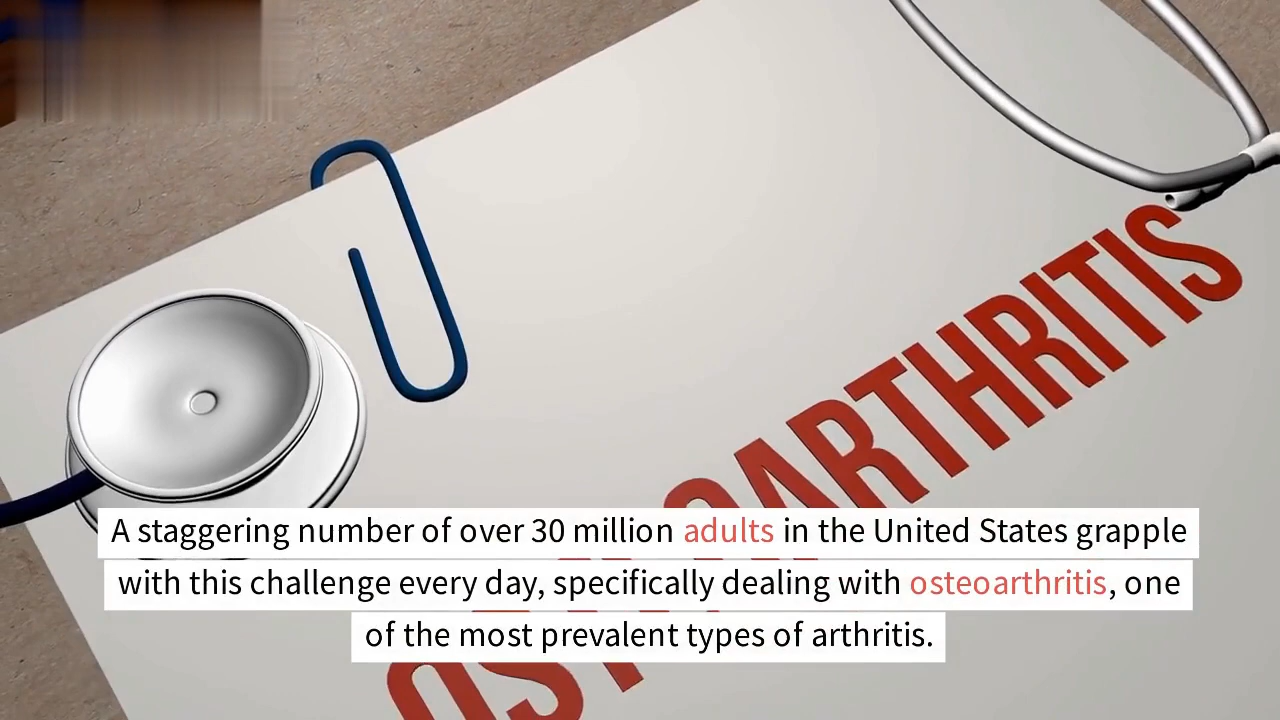 OSTEOARTHRITIS
A staggering number of over 30 million adults in the United States grapple
with this challenge every day, specifically dealing with osteoarthritis, one
of the most prevalent types of arthritis.